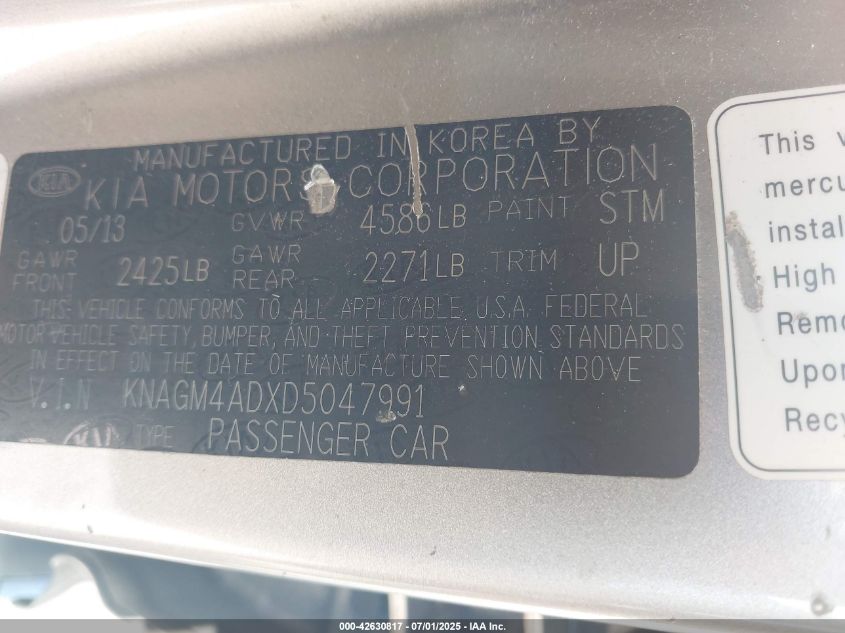 MANUFACTURED IN KOREA BY
KIA KIA MOTORS CORPORATION
05/13 GVWR 4586LB PAINT STM
GAWR FRONT 2425LB GAWR REAR 2271LB TRIM UP
THIS VEHICLE CONFORMS TO ALL APPLICABLE U.S.A. FEDERAL
MOTOR VEHICLE SAFETY, BUMPER, AND THEFT PREVENTION STANDARDS
IN EFFECT ON THE DATE OF MANUFACTURE SHOWN ABOVE
V.I.N KNAGM4ADXD5047991
TYPE PASSENGER CAR
This v
mercu
instal
High
Remo
Upon
Recy
000-42630817 - 07/01/2025 - IAA Inc.